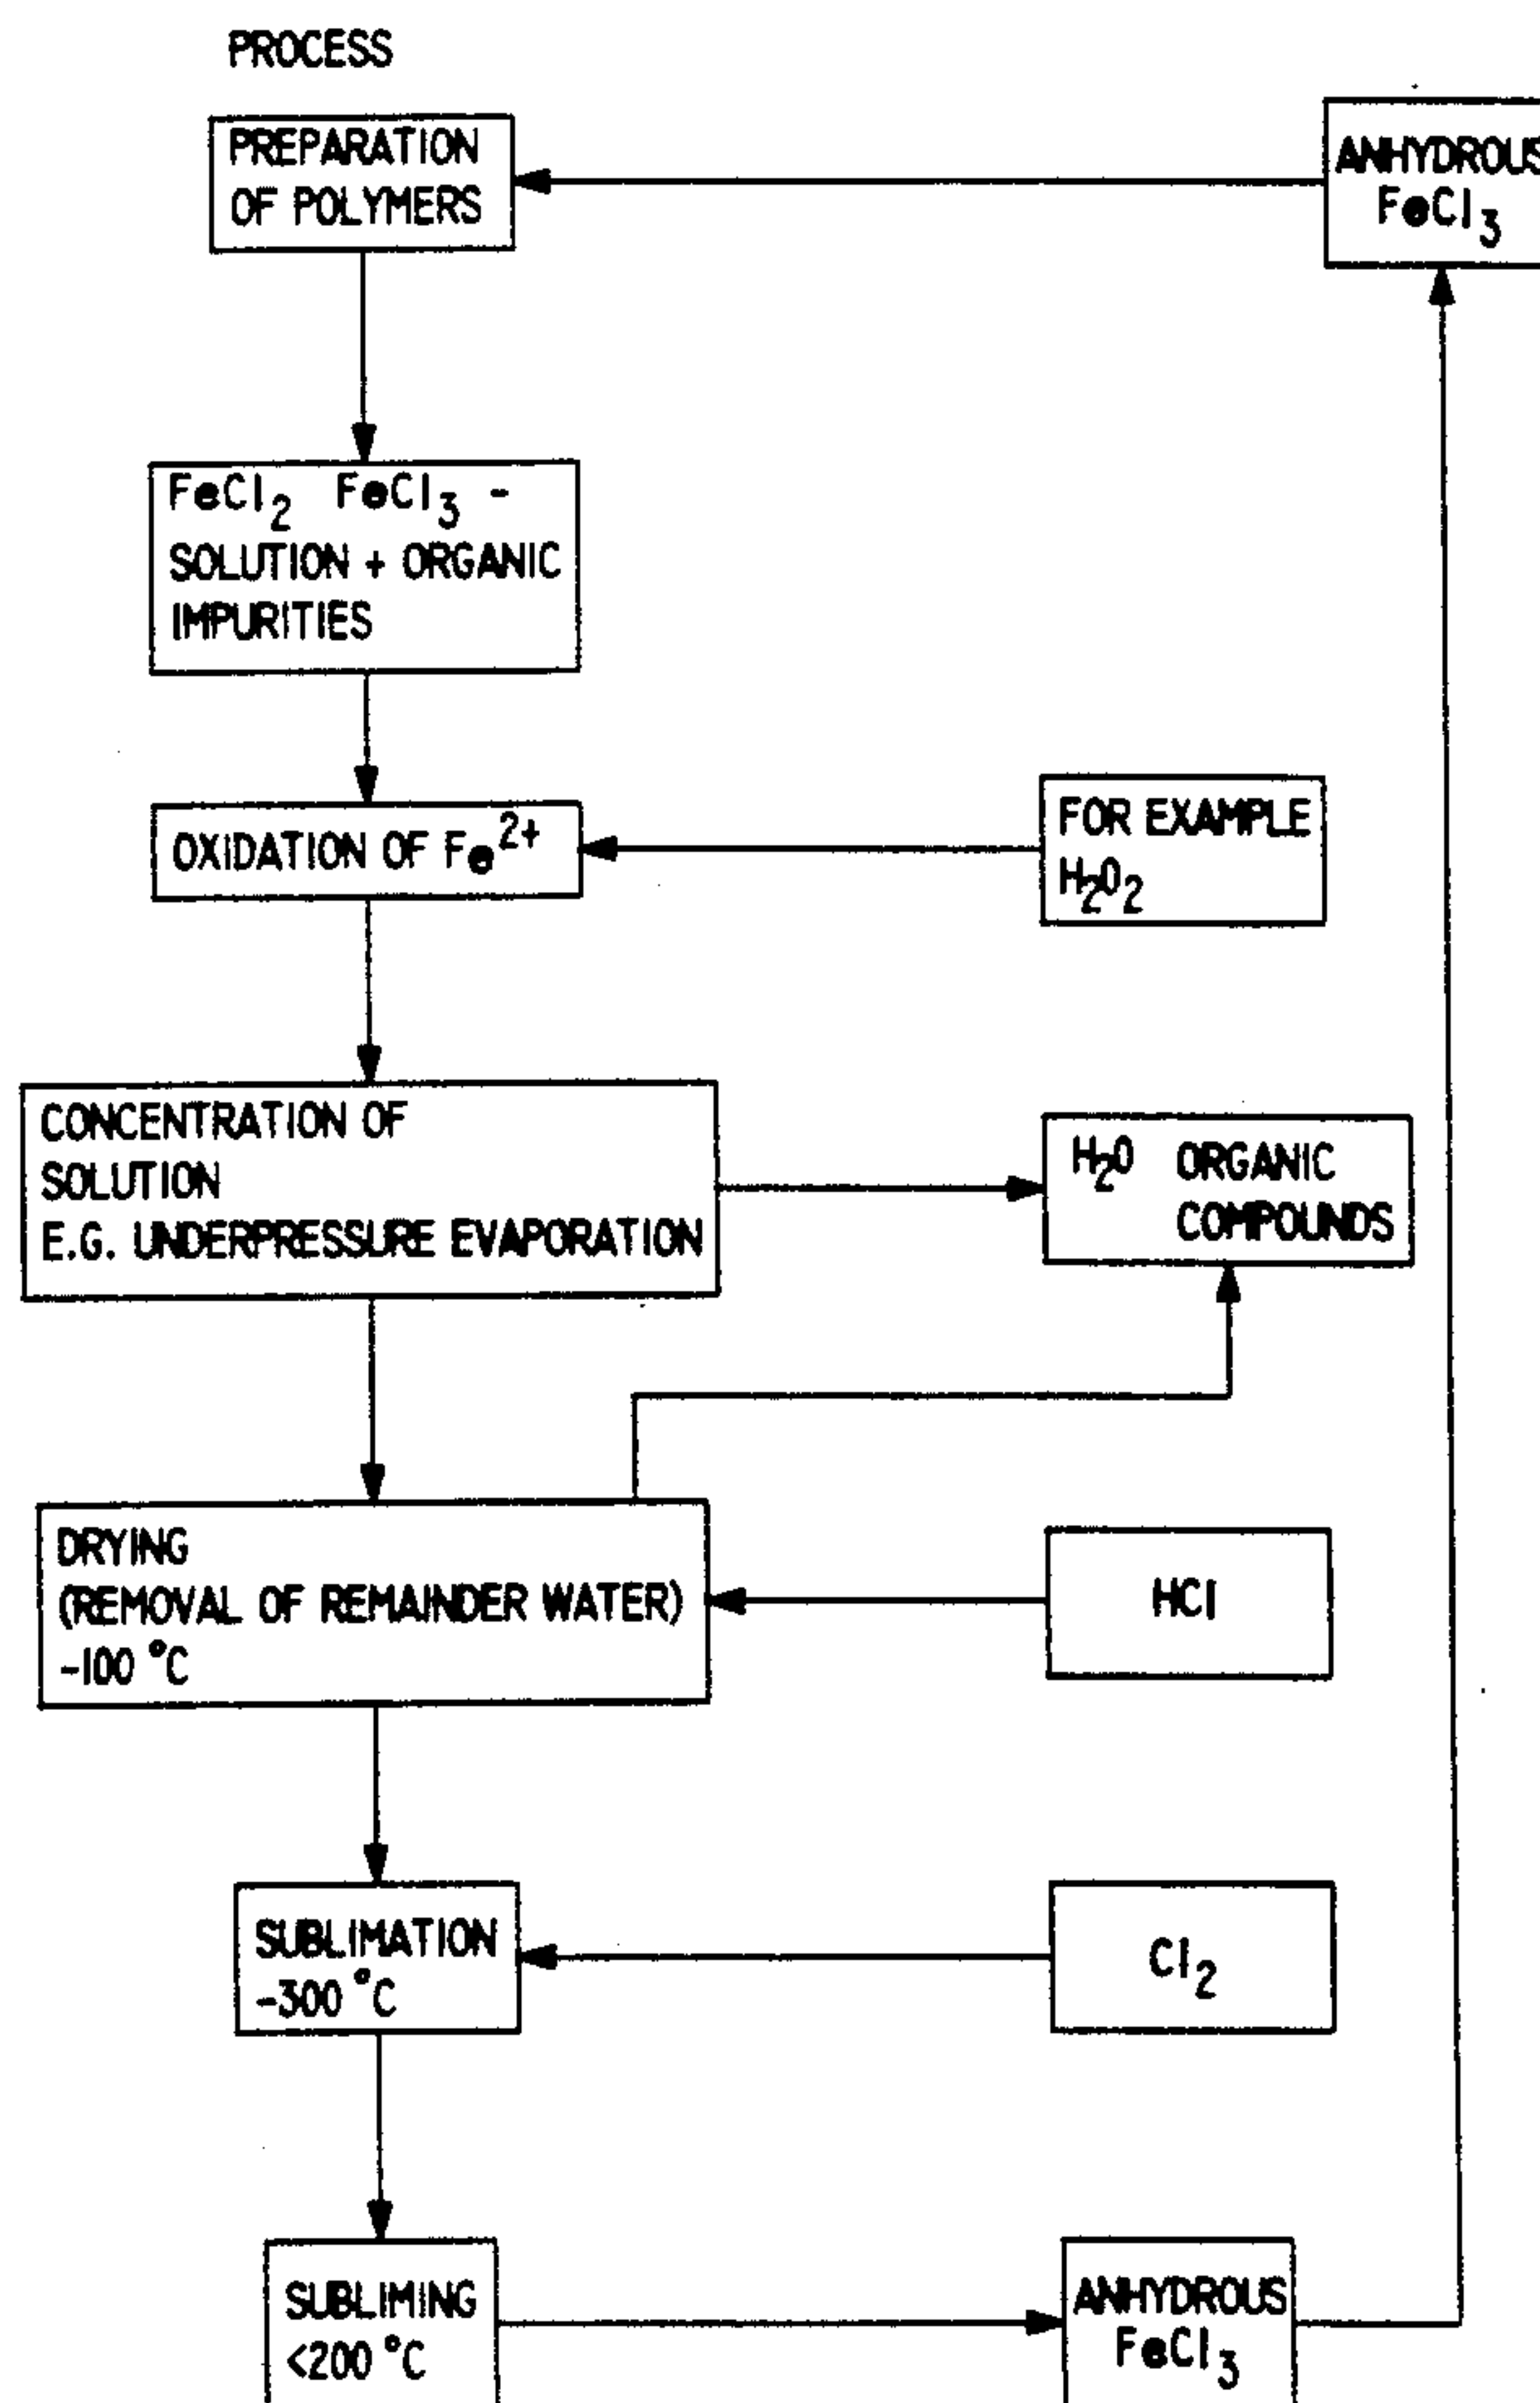 PROCESS
PREPARATION
OF POLYMERS
ANHYDROUS
FeCl₃
FeCl₂ FeCl₃ -
SOLUTION + ORGANIC
IMPURITIES
OXIDATION OF Fe²⁺
FOR EXAMPLE
H₂O₂
CONCENTRATION OF
SOLUTION
E.G. UNDERPRESSURE EVAPORATION
H₂O ORGANIC
COMPOUNDS
DRYING
(REMOVAL OF REMAINDER WATER)
-100 °C
HCl
SUBLIMATION
-300 °C
Cl₂
SUBLIMING
<200 °C
ANHYDROUS
FeCl₃